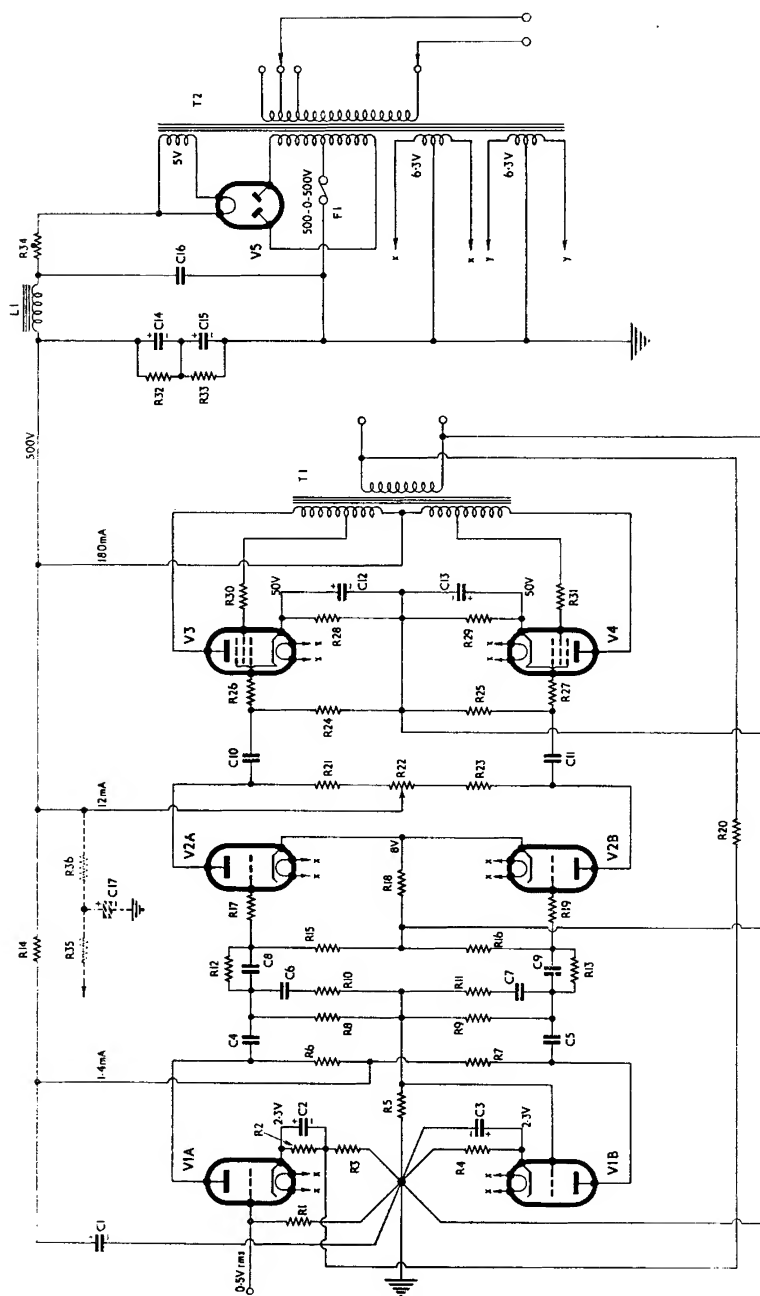 C1
R14
500V
L1
R34
R35
R36
C17
1·4mA
12mA
180mA
T2
5V
R32
C14
R33
C15
C16
V5
500-0-500V
F1
V1A
V2A
V3
0·5V rms
R1
R2
2·3V
C2
R3
C4
R12
C8
R17
C10
R26
R30
T1
x
x
x
x
x
x
50V
C12
R6
R8
C6
R10
R15
R21
R24
R28
R5
R18
8V
R22
6·3V
x
x
6·3V
y
y
R4
C3
2·3V
R7
R9
R11
C7
R16
R23
R25
R29
C13
50V
x
x
x
x
x
x
C5
C9
R13
R19
C11
R27
R31
V1B
V2B
V4
R20